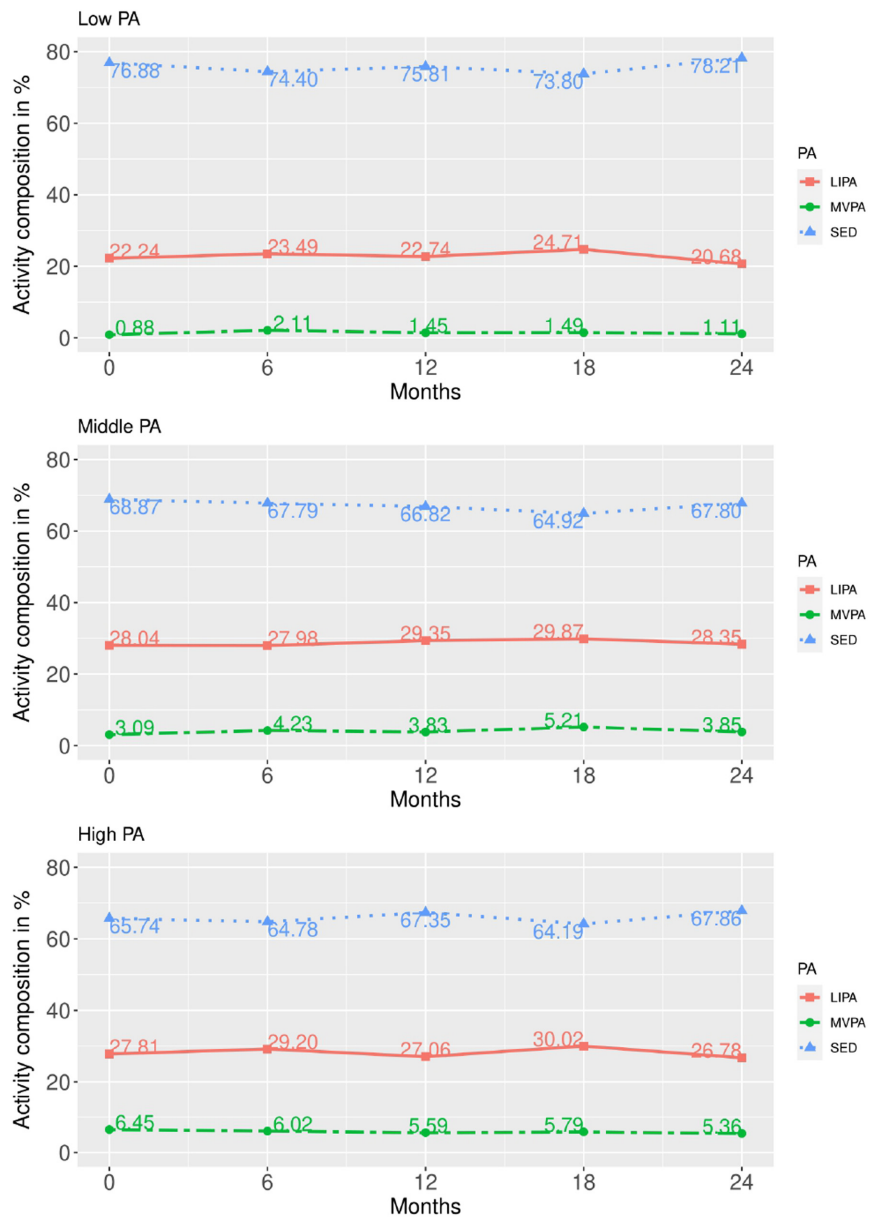 Low PA
80
60
40
20
0
Activity composition in %
76.88 74.40 75.81 73.80 78.21
22.24 23.49 22.74 24.71 20.68
0.88 2.11 1.45 1.49 1.11
0 6 12 18 24
Months
PA
LIPA
MVPA
SED
Middle PA
80
60
40
20
0
Activity composition in %
68.87 67.79 66.82 64.92 67.80
28.04 27.98 29.35 29.87 28.35
3.09 4.23 3.83 5.21 3.85
0 6 12 18 24
Months
PA
LIPA
MVPA
SED
High PA
80
60
40
20
0
Activity composition in %
65.74 64.78 67.35 64.19 67.86
27.81 29.20 27.06 30.02 26.78
6.45 6.02 5.59 5.79 5.36
0 6 12 18 24
Months
PA
LIPA
MVPA
SED